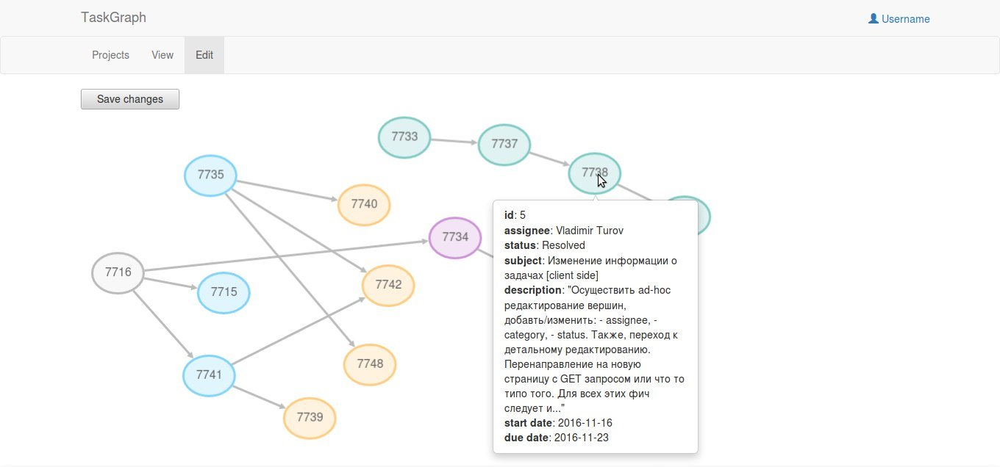 TaskGraph
Username
Projects View Edit
Save changes
7733
7737
7738
7735
7740
7734
7716
7715
7742
7741
7748
7739
id: 5
assignee: Vladimir Turov
status: Resolved
subject: Изменение информации о
задачах [client side]
description: "Осуществить ad-hoc
редактирование вершин,
добавть/изменить: - assignee, -
category, - status. Также, переход к
детальному редактированию.
Перенаправление на новую
страницу с GET запросом или что то
типо того. Для всех этих фич
следует и..."
start date: 2016-11-16
due date: 2016-11-23